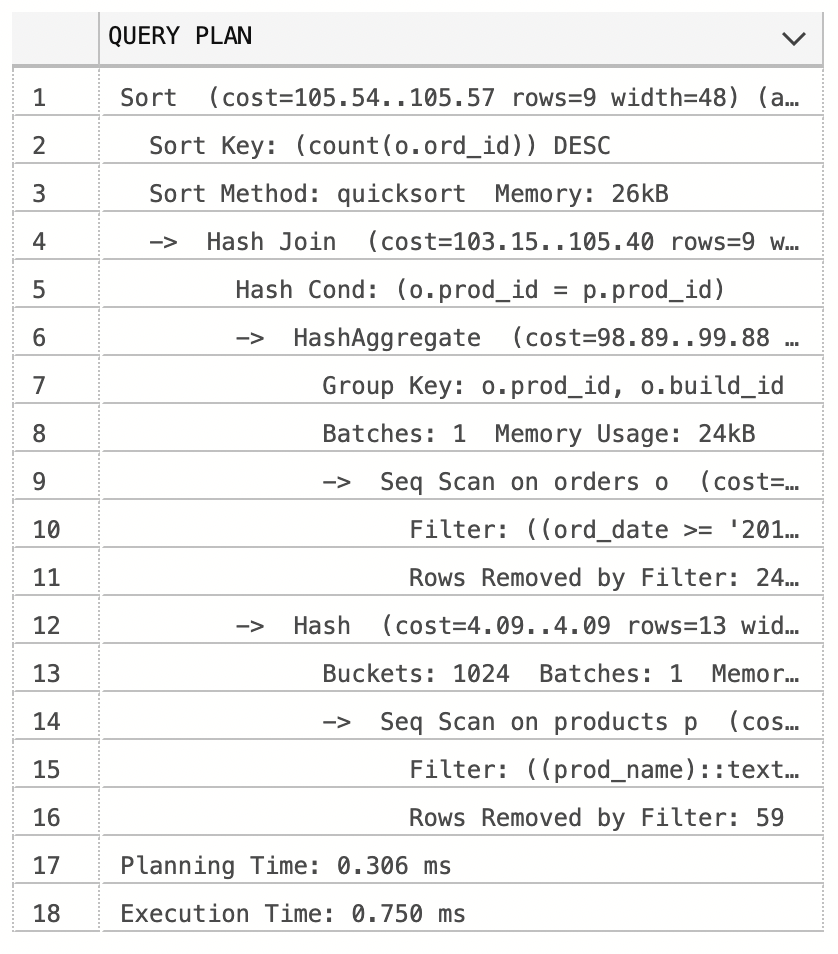 QUERY PLAN
1 Sort  (cost=105.54..105.57 rows=9 width=48) (a…
2 Sort Key: (count(o.ord_id)) DESC
3 Sort Method: quicksort  Memory: 26kB
4 ->  Hash Join  (cost=103.15..105.40 rows=9 w…
5 Hash Cond: (o.prod_id = p.prod_id)
6 ->  HashAggregate  (cost=98.89..99.88 …
7 Group Key: o.prod_id, o.build_id
8 Batches: 1  Memory Usage: 24kB
9 ->  Seq Scan on orders o  (cost=…
10 Filter: ((ord_date >= '201…
11 Rows Removed by Filter: 24…
12 ->  Hash  (cost=4.09..4.09 rows=13 wid…
13 Buckets: 1024  Batches: 1  Memor…
14 ->  Seq Scan on products p  (cos…
15 Filter: ((prod_name)::text…
16 Rows Removed by Filter: 59
17 Planning Time: 0.306 ms
18 Execution Time: 0.750 ms